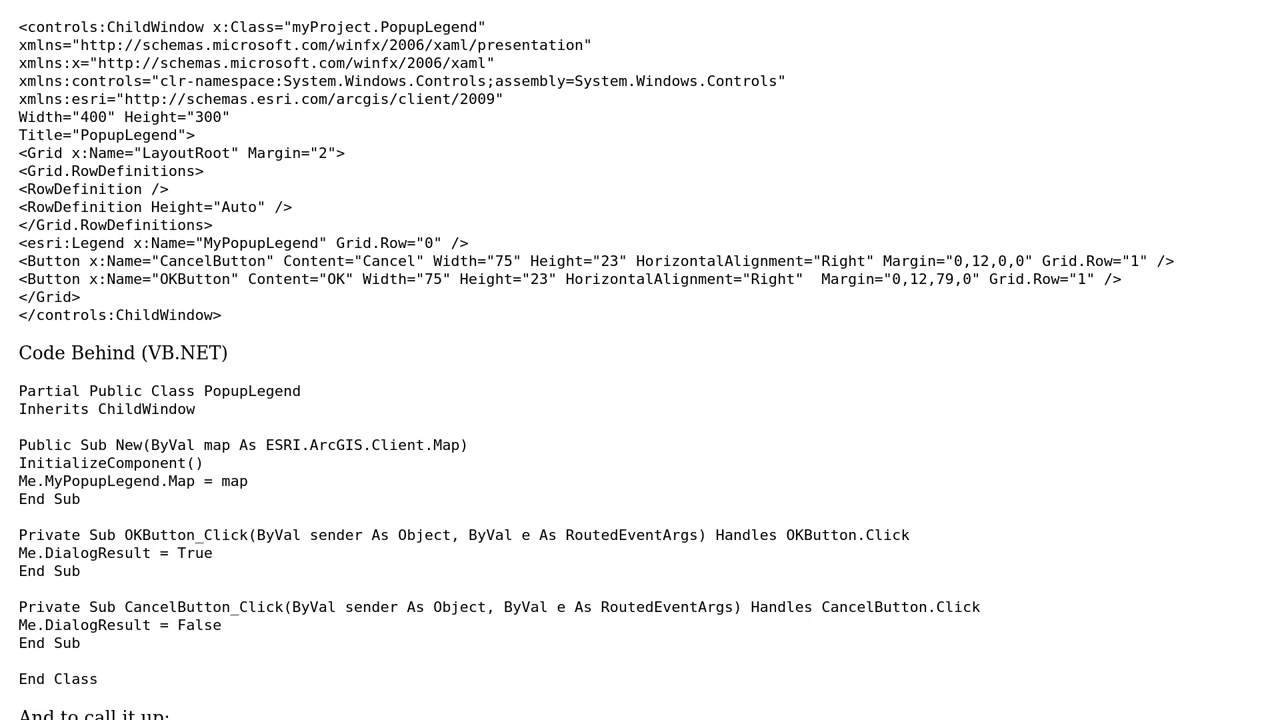 <controls:ChildWindow x:Class="myProject.PopupLegend"
xmlns="http://schemas.microsoft.com/winfx/2006/xaml/presentation"
xmlns:x="http://schemas.microsoft.com/winfx/2006/xaml"
xmlns:controls="clr-namespace:System.Windows.Controls;assembly=System.Windows.Controls"
xmlns:esri="http://schemas.esri.com/arcgis/client/2009"
Width="400" Height="300"
Title="PopupLegend">
<Grid x:Name="LayoutRoot" Margin="2">
<Grid.RowDefinitions>
<RowDefinition />
<RowDefinition Height="Auto" />
</Grid.RowDefinitions>
<esri:Legend x:Name="MyPopupLegend" Grid.Row="0" />
<Button x:Name="CancelButton" Content="Cancel" Width="75" Height="23" HorizontalAlignment="Right" Margin="0,12,0,0" Grid.Row="1" />
<Button x:Name="OKButton" Content="OK" Width="75" Height="23" HorizontalAlignment="Right"  Margin="0,12,79,0" Grid.Row="1" />
</Grid>
</controls:ChildWindow>
Code Behind (VB.NET)
Partial Public Class PopupLegend
Inherits ChildWindow
Public Sub New(ByVal map As ESRI.ArcGIS.Client.Map)
InitializeComponent()
Me.MyPopupLegend.Map = map
End Sub
Private Sub OKButton_Click(ByVal sender As Object, ByVal e As RoutedEventArgs) Handles OKButton.Click
Me.DialogResult = True
End Sub
Private Sub CancelButton_Click(ByVal sender As Object, ByVal e As RoutedEventArgs) Handles CancelButton.Click
Me.DialogResult = False
End Sub
End Class
And to call it up: